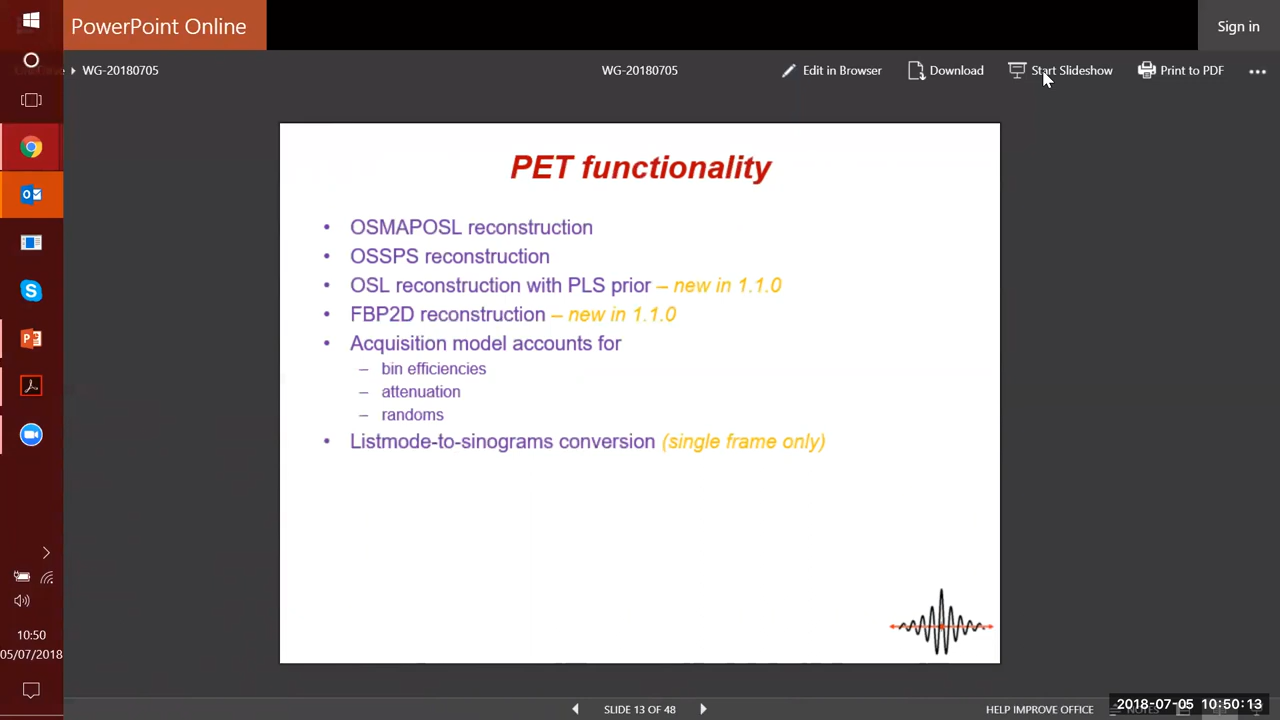 PowerPoint Online
Sign in
WG-20180705
WG-20180705
Edit in Browser
Download
Start Slideshow
Print to PDF
PET functionality
• OSMAPOSL reconstruction
• OSSPS reconstruction
• OSL reconstruction with PLS prior – new in 1.1.0
• FBP2D reconstruction – new in 1.1.0
• Acquisition model accounts for
– bin efficiencies
– attenuation
– randoms
• Listmode-to-sinograms conversion (single frame only)
10:50
05/07/2018
SLIDE 13 OF 48
HELP IMPROVE OFFICE
2018-07-05 10:50:13